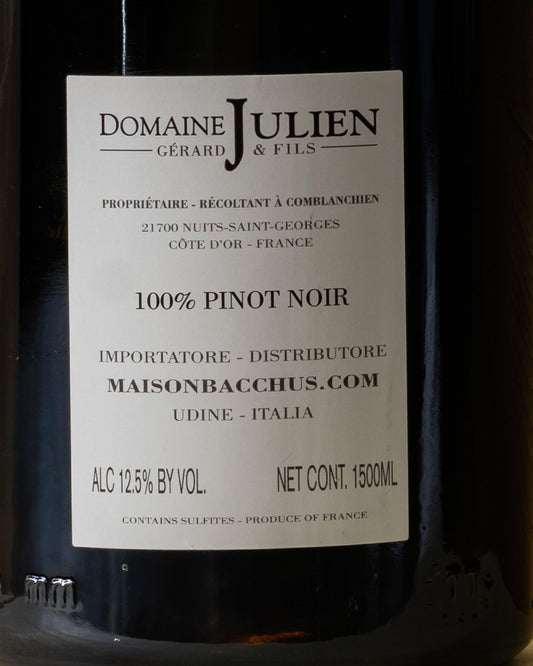 DOMAINE JULIEN
GÉRARD & FILS
PROPRIÉTAIRE - RÉCOLTANT À COMBLANCHIEN
21700 NUITS-SAINT-GEORGES
CÔTE D'OR - FRANCE
100% PINOT NOIR
IMPORTATORE - DISTRIBUTORE
MAISONBACCHUS.COM
UDINE - ITALIA
ALC 12.5% BY VOL. NET CONT. 1500ML
CONTAINS SULFITES - PRODUCE OF FRANCE